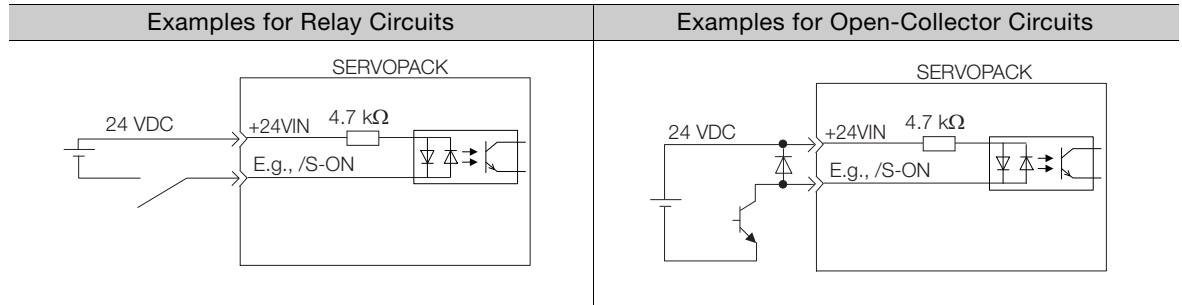 Examples for Relay Circuits
Examples for Open-Collector Circuits
SERVOPACK
24 VDC
+24VIN
4.7 kΩ
E.g., /S-ON
SERVOPACK
24 VDC
+24VIN
4.7 kΩ
E.g., /S-ON